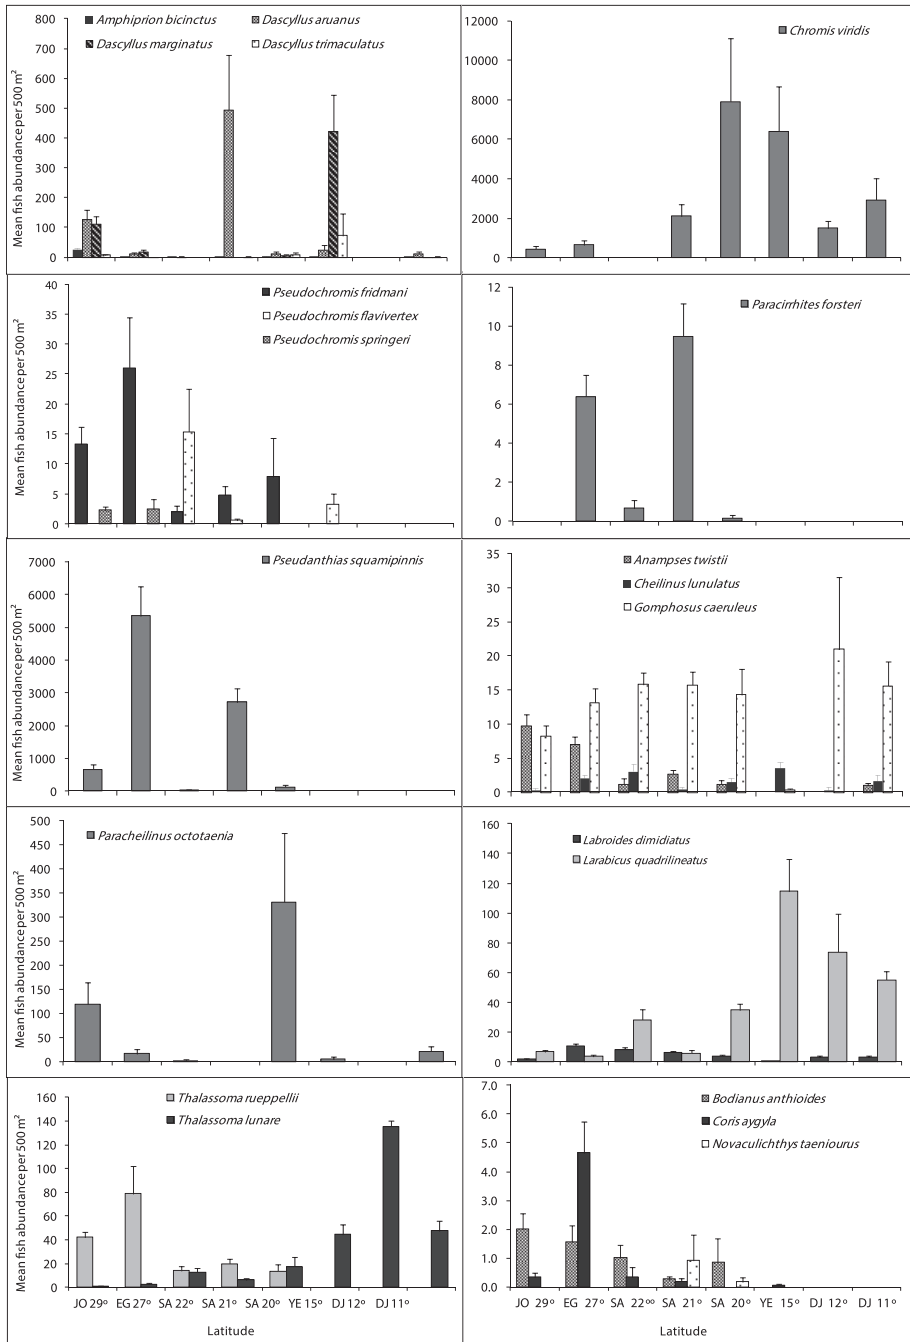 Mean fish abundance per 500 m²
800
700
600
500
400
300
200
100
0
Amphiprion bicinctus
Dascyllus aruanus
Dascyllus marginatus
Dascyllus trimaculatus
12000
10000
8000
6000
4000
2000
0
Chromis viridis
Mean fish abundance per 500 m²
40
35
30
25
20
15
10
5
0
Pseudochromis fridmani
Pseudochromis flavivertex
Pseudochromis springeri
12
10
8
6
4
2
0
Paracirrhites forsteri
Mean fish abundance per 500 m²
7000
6000
5000
4000
3000
2000
1000
0
Pseudanthias squamipinnis
35
30
25
20
15
10
5
0
Anampses twistii
Cheilinus lunulatus
Gomphosus caeruleus
Mean fish abundance per 500 m²
500
450
400
350
300
250
200
150
100
50
0
Paracheilinus octotaenia
160
140
120
100
80
60
40
20
0
Labroides dimidiatus
Larabicus quadrilineatus
Mean fish abundance per 500 m²
160
140
120
100
80
60
40
20
0
Thalassoma rueppellii
Thalassoma lunare
JO 29° EG 27° SA 22° SA 21° SA 20° YE 15° DJ 12° DJ 11°
Latitude
7.0
6.0
5.0
4.0
3.0
2.0
1.0
0.0
Bodianus anthioides
Coris aygyla
Novaculichthys taeniourus
JO 29° EG 27° SA 22°° SA 21° SA 20° YE 15° DJ 12° DJ 11°
Latitude